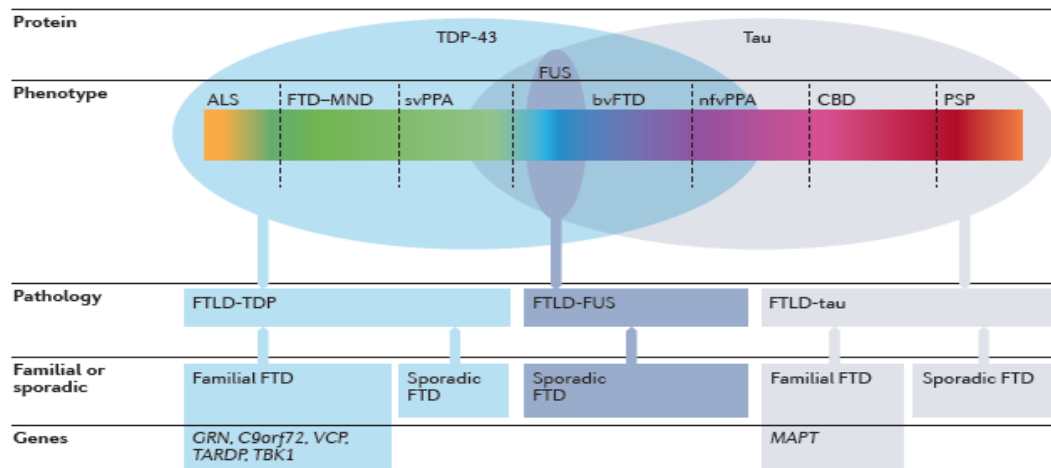 Protein
TDP-43 Tau
FUS
Phenotype
ALS FTD–MND svPPA bvFTD nfvPPA CBD PSP
Pathology
FTLD-TDP FTLD-FUS FTLD-tau
Familial or
sporadic
Familial FTD Sporadic
FTD Sporadic
FTD Familial FTD Sporadic FTD
Genes
GRN, C9orf72, VCP,
TARDP, TBK1
MAPT